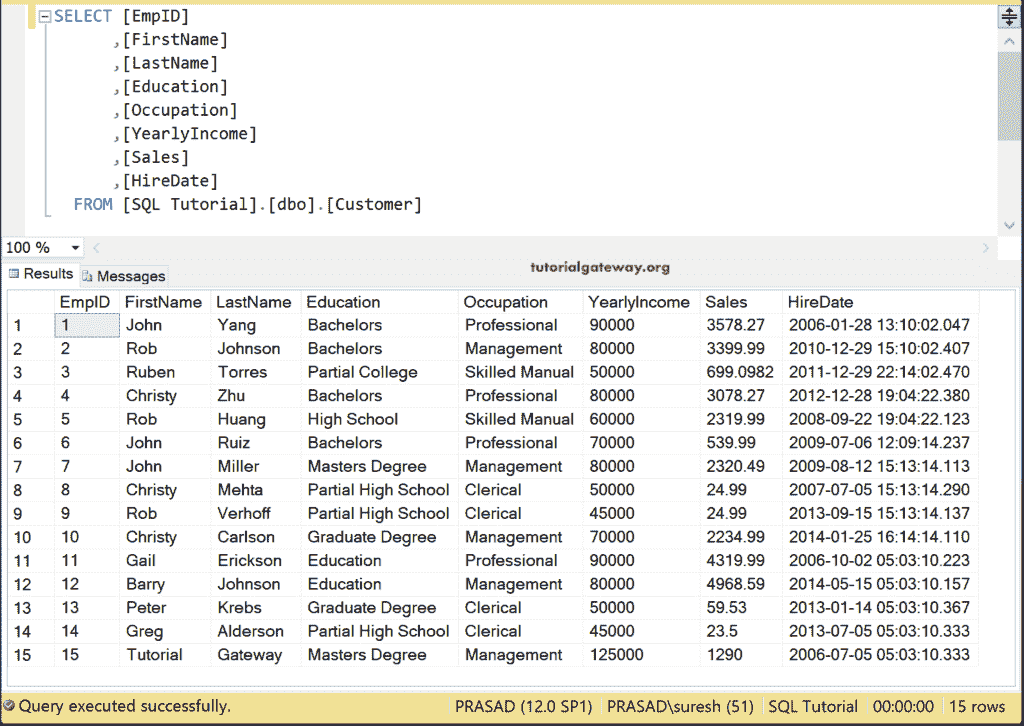 SELECT [EmpID]
,[FirstName]
,[LastName]
,[Education]
,[Occupation]
,[YearlyIncome]
,[Sales]
,[HireDate]
FROM [SQL Tutorial].[dbo].[Customer]
100 %
tutorialgateway.org
Results Messages
EmpID FirstName LastName Education Occupation YearlyIncome Sales HireDate
1 1 John Yang Bachelors Professional 90000 3578.27 2006-01-28 13:10:02.047
2 2 Rob Johnson Bachelors Management 80000 3399.99 2010-12-29 15:10:02.407
3 3 Ruben Torres Partial College Skilled Manual 50000 699.0982 2011-12-29 22:14:02.470
4 4 Christy Zhu Bachelors Professional 80000 3078.27 2012-12-28 19:04:22.380
5 5 Rob Huang High School Skilled Manual 60000 2319.99 2008-09-22 19:04:22.123
6 6 John Ruiz Bachelors Professional 70000 539.99 2009-07-06 12:09:14.237
7 7 John Miller Masters Degree Management 80000 2320.49 2009-08-12 15:13:14.113
8 8 Christy Mehta Partial High School Clerical 50000 24.99 2007-07-05 15:13:14.290
9 9 Rob Verhoff Partial High School Clerical 45000 24.99 2013-09-15 15:13:14.137
10 10 Christy Carlson Graduate Degree Management 70000 2234.99 2014-01-25 16:14:14.110
11 11 Gail Erickson Education Professional 90000 4319.99 2006-10-02 05:03:10.223
12 12 Barry Johnson Education Management 80000 4968.59 2014-05-15 05:03:10.157
13 13 Peter Krebs Graduate Degree Clerical 50000 59.53 2013-01-14 05:03:10.367
14 14 Greg Alderson Partial High School Clerical 45000 23.5 2013-07-05 05:03:10.333
15 15 Tutorial Gateway Masters Degree Management 125000 1290 2006-07-05 05:03:10.333
Query executed successfully. PRASAD (12.0 SP1) PRASAD\suresh (51) SQL Tutorial 00:00:00 15 rows